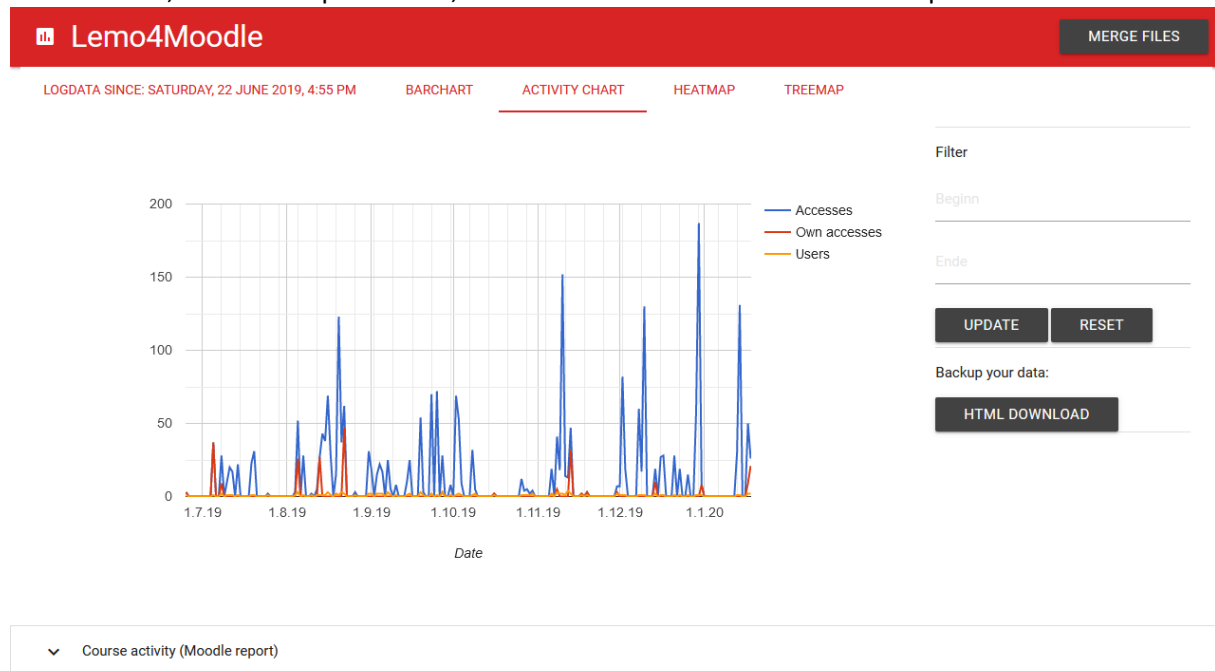 Lemo4Moodle
MERGE FILES
LOGDATA SINCE: SATURDAY, 22 JUNE 2019, 4:55 PM
BARCHART
ACTIVITY CHART
HEATMAP
TREEMAP
Filter
Beginn
Ende
UPDATE
RESET
Backup your data:
HTML DOWNLOAD
200
150
100
50
0
Accesses
Own accesses
Users
1.7.19
1.8.19
1.9.19
1.10.19
1.11.19
1.12.19
1.1.20
Date
Course activity (Moodle report)